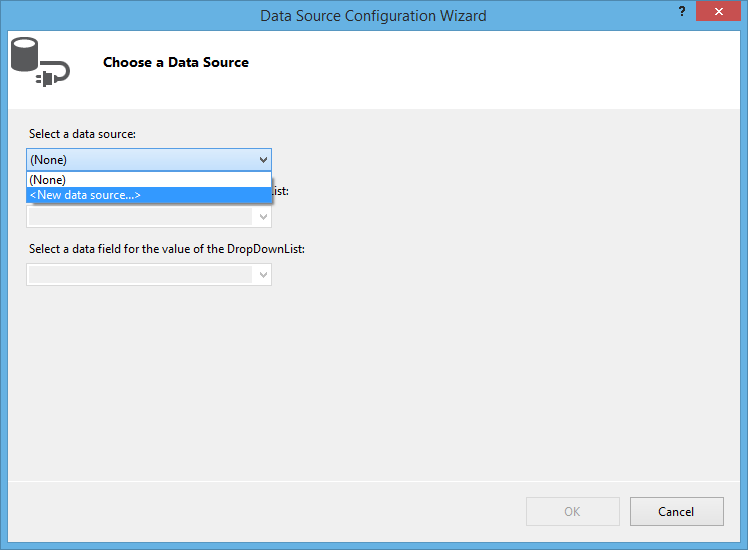 Data Source Configuration Wizard
?
Choose a Data Source
Select a data source:
(None)
(None)
<New data source...>
ist:
Select a data field for the value of the DropDownList:
OK
Cancel